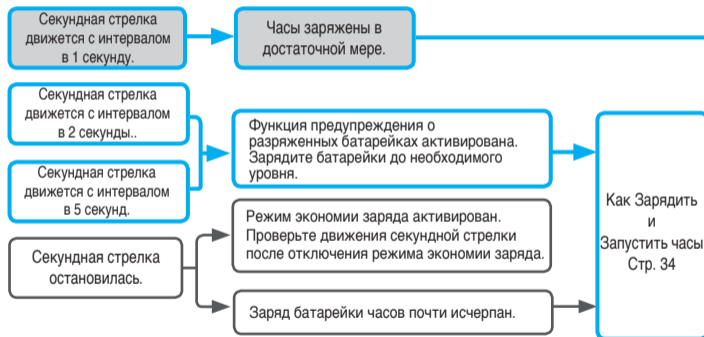 Секундная стрелка
движется с интервалом
в 1 секунду.
Часы заряжены в
достаточной мере.
Секундная стрелка
движется с интервалом
в 2 секунды..
Секундная стрелка
движется с интервалом
в 5 секунд.
Функция предупреждения о
разряженных батарейках активирована.
Зарядите батарейки до необходимого
уровня.
Секундная стрелка
остановилась.
Режим экономии заряда активирован.
Проверьте движения секундной стрелки
после отключения режима экономии заряда.
Заряд батарейки часов почти исчерпан.
Как Зарядить
и
Запустить часы
Стр. 34